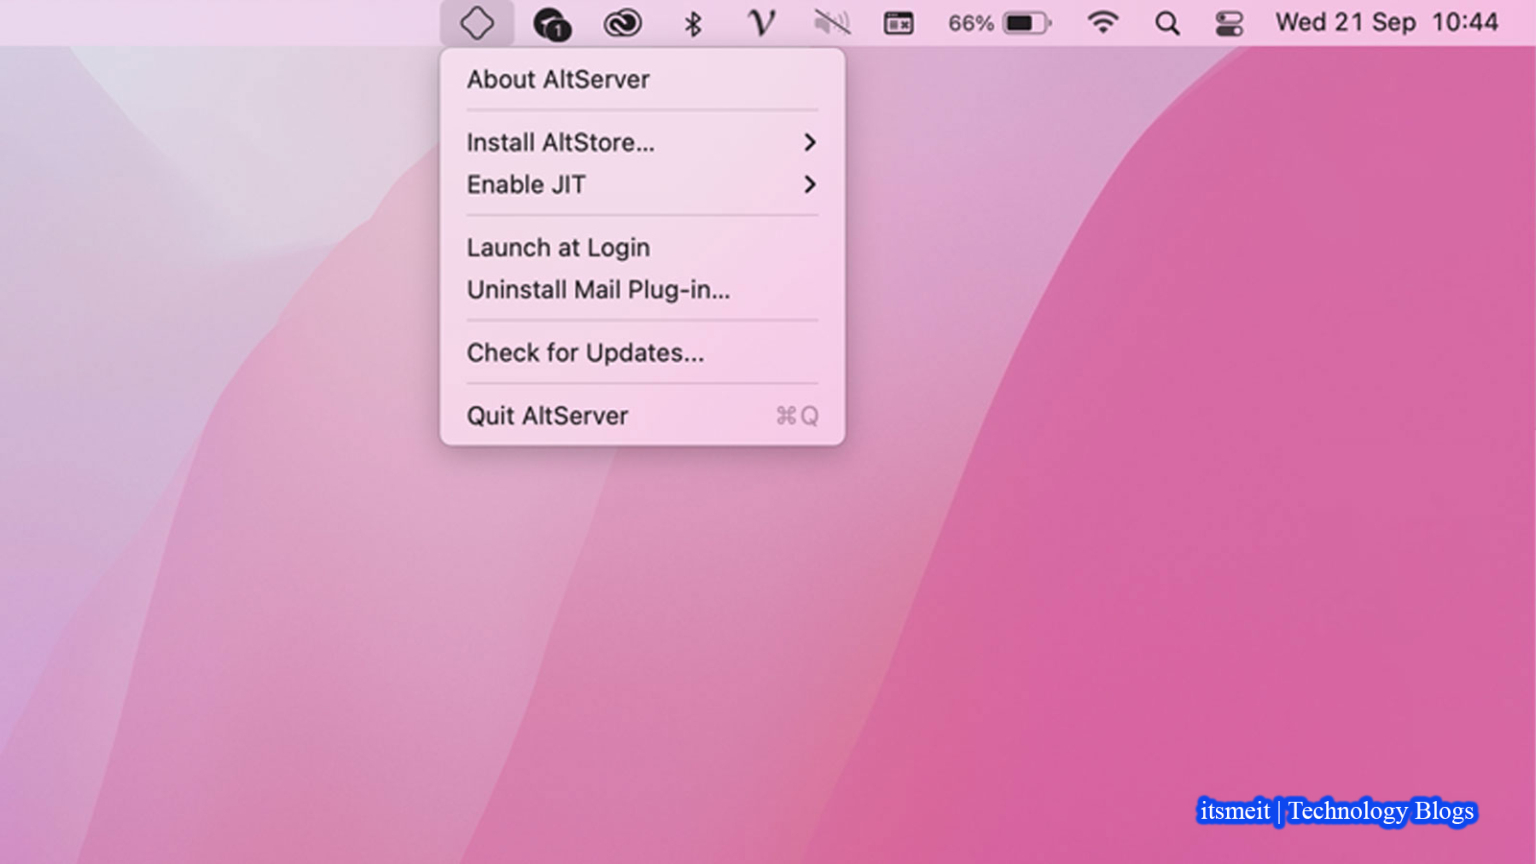 1 66% Wed 21 Sep 10:44
About AltServer
Install AltStore...
Enable JIT
Launch at Login
Uninstall Mail Plug-in...
Check for Updates...
Quit AltServer ⌘Q
itsmeit | Technology Blogs